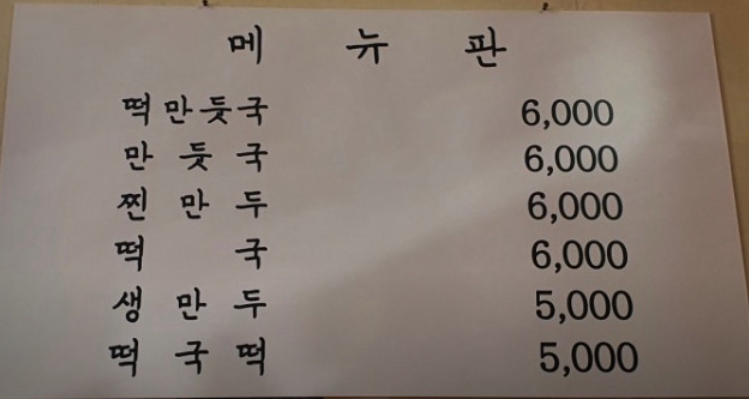 메 뉴 판
떡만둣국 6,000
만 둣 국 6,000
찐 만 두 6,000
떡 국 6,000
생 만 두 5,000
떡 국 떡 5,000